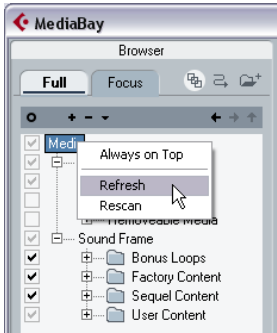 MediaBay
Browser
Full Focus
Medi
Always on Top
Refresh
Rescan
Removeable Media
Sound Frame
Bonus Loops
Factory Content
Sequel Content
User Content